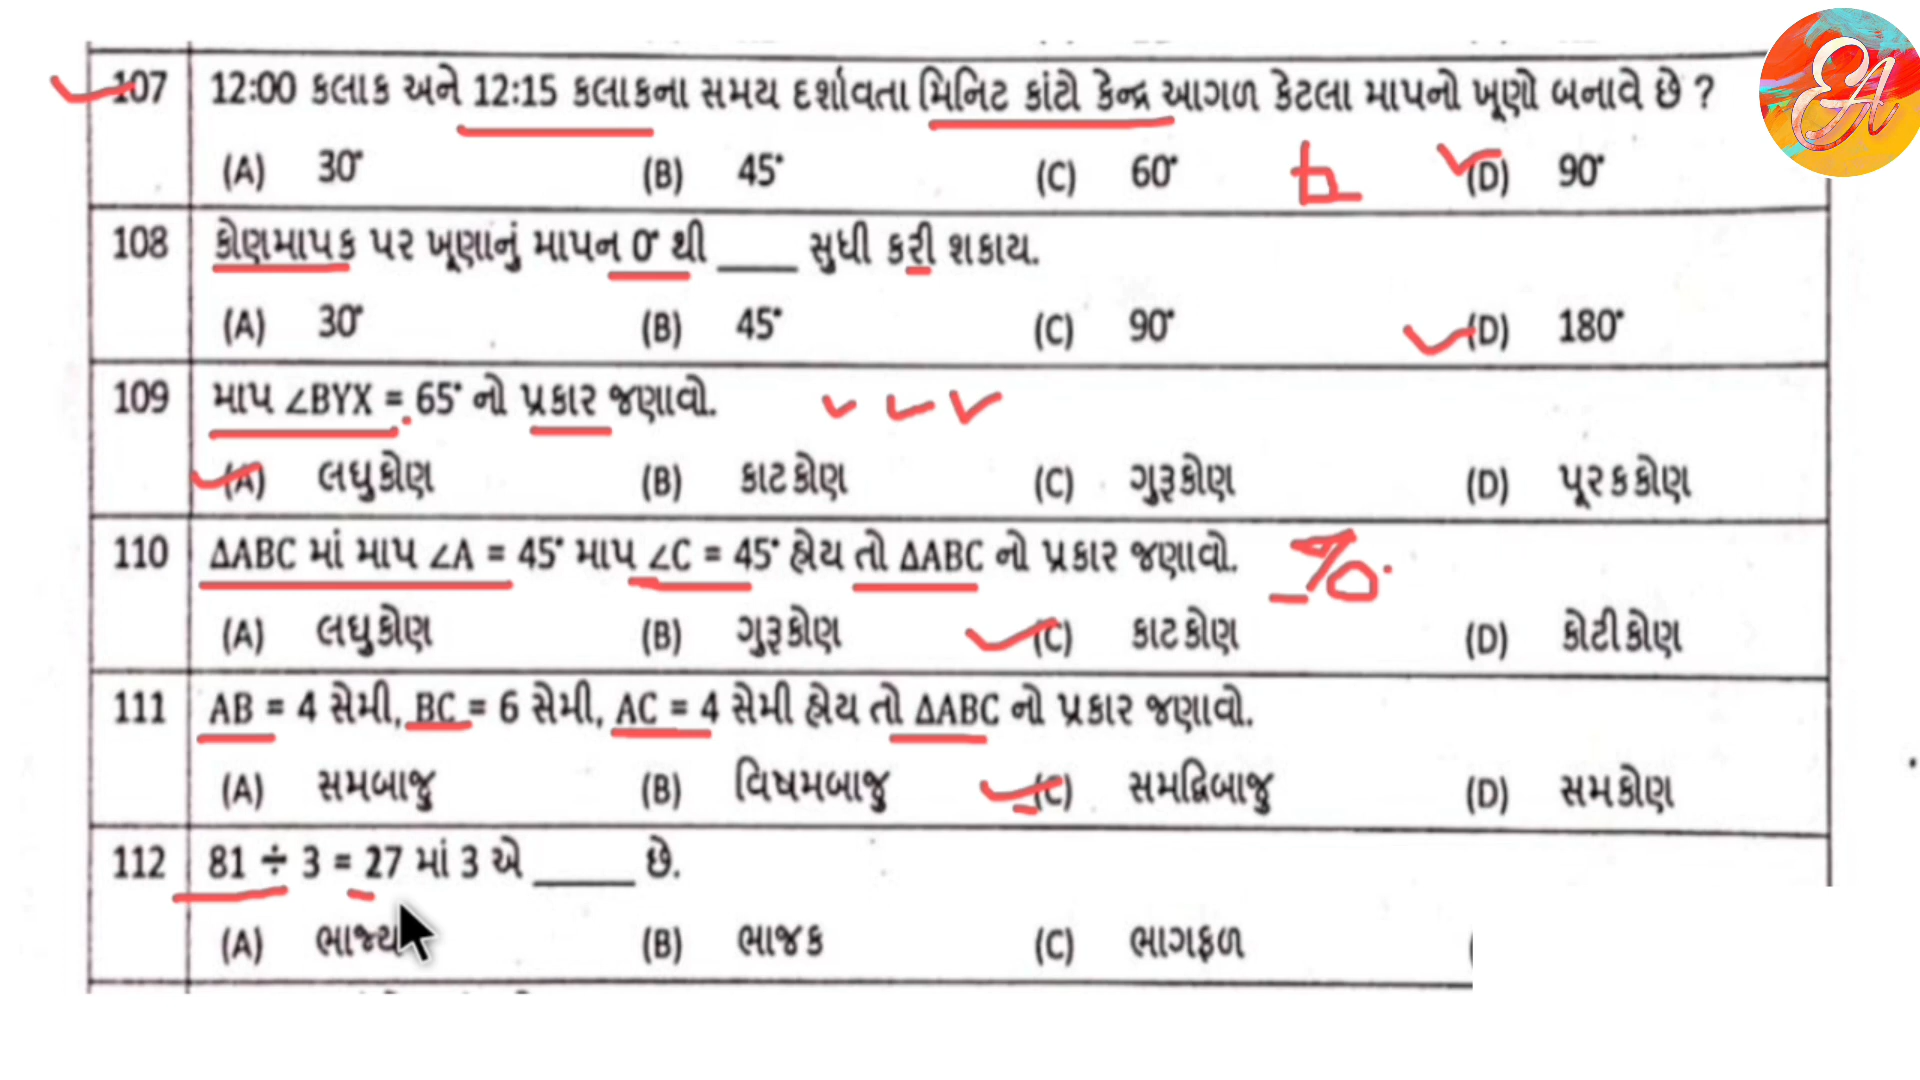 107 12:00 કલાક અને 12:15 કલાકના સમય દર્શાવતા મિનિટ કાંટો કેન્દ્ર આગળ કેટલા માપનો ખૂણો બનાવે છે ?
(A) 30° (B) 45° (C) 60° (D) 90°
108 કોણમાપક પર ખૂણાનું માપન 0° થી ____ સુધી કરી શકાય.
(A) 30° (B) 45° (C) 90° (D) 180°
109 માપ ∠BYX = 65° નો પ્રકાર જણાવો.
(A) લઘુકોણ (B) કાટકોણ (C) ગુરૂકોણ (D) પૂરકકોણ
110 ΔABC માં માપ ∠A = 45° માપ ∠C = 45° હોય તો ΔABC નો પ્રકાર જણાવો.
(A) લઘુકોણ (B) ગુરૂકોણ (C) કાટકોણ (D) કોટીકોણ
111 AB = 4 સેમી, BC = 6 સેમી, AC = 4 સેમી હોય તો ΔABC નો પ્રકાર જણાવો.
(A) સમબાજુ (B) વિષમબાજુ (C) સમદ્વિબાજુ (D) સમકોણ
112 81 ÷ 3 = 27 માં 3 એ _____ છે.
(A) ભાજ્ય (B) ભાજક (C) ભાગફળ
EA